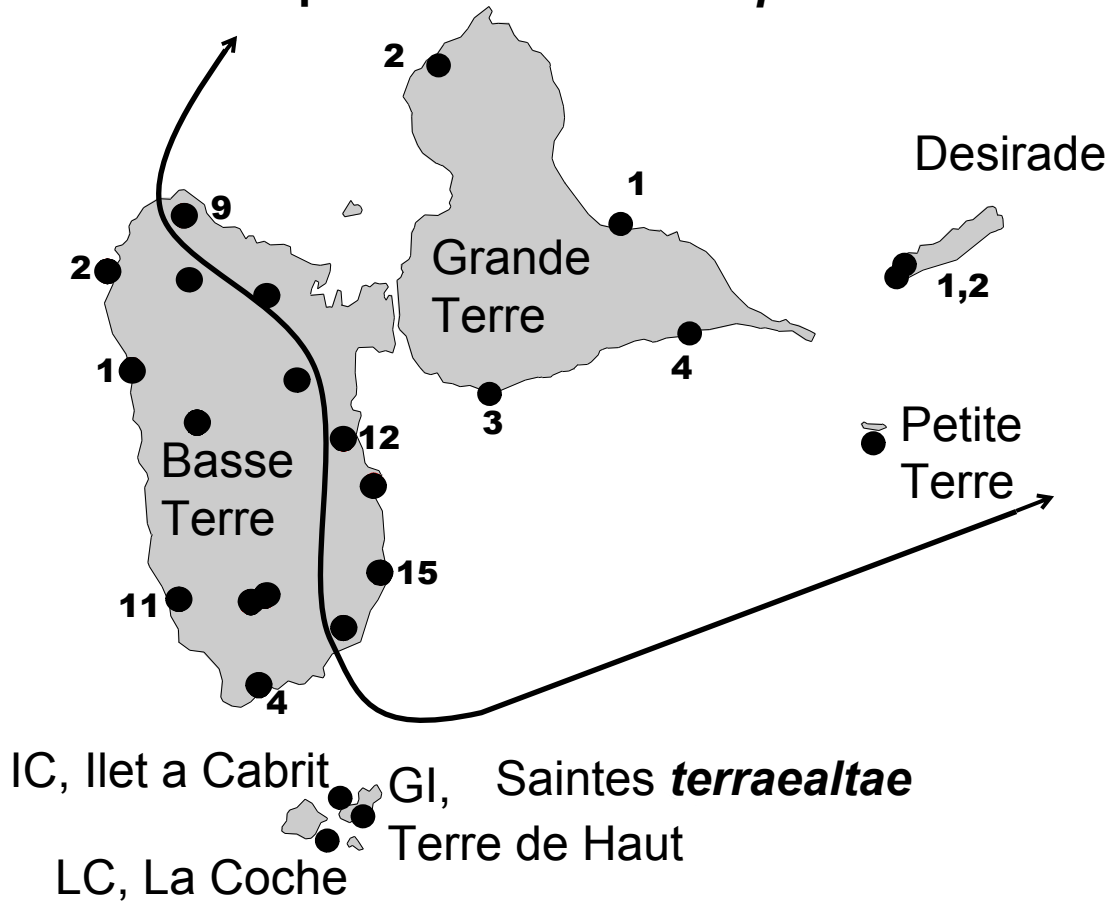 2
Desirade
1
9
Grande
Terre
2
1,2
1
4
3
Petite
Terre
12
Basse
Terre
15
11
4
IC, Ilet a Cabrit
GI,
Terre de Haut
Saintes terraealtae
LC, La Coche